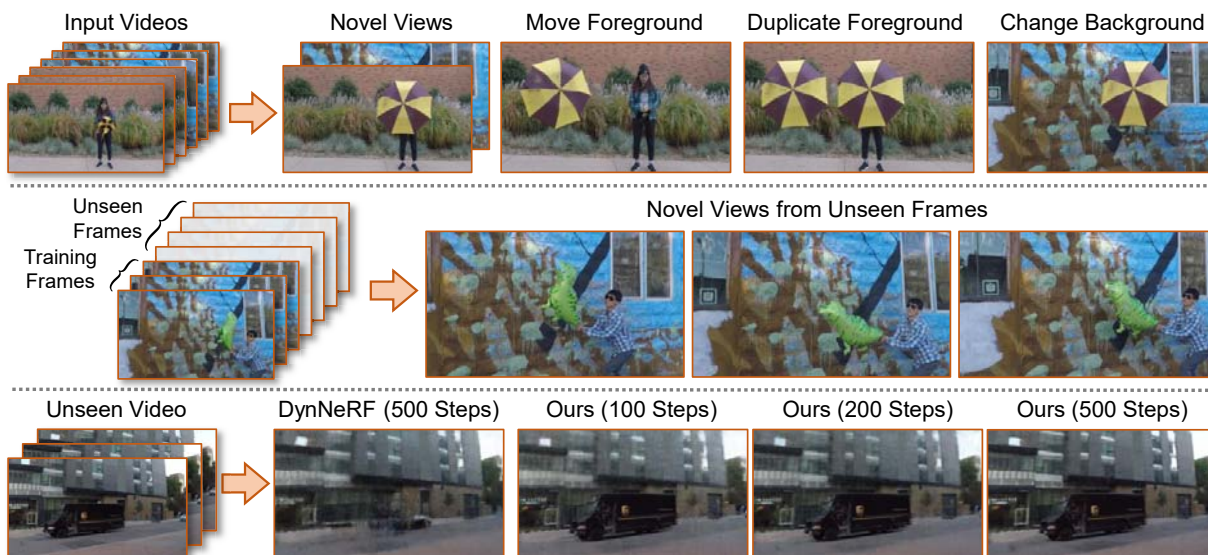 Input Videos
Novel Views
Move Foreground
Duplicate Foreground
Change Background
Unseen
Frames
Training
Frames
Novel Views from Unseen Frames
Unseen Video
DynNeRF (500 Steps)
Ours (100 Steps)
Ours (200 Steps)
Ours (500 Steps)